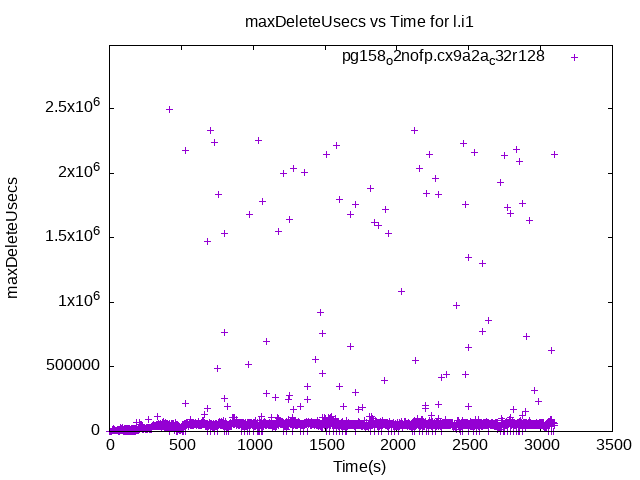 maxDeleteUsecs vs Time for l.i1
pg158o2nofp.cx9a2ac32r128
2.5x10^6
2x10^6
1.5x10^6
1x10^6
500000
0
maxDeleteUsecs
0 500 1000 1500 2000 2500 3000 3500
Time(s)